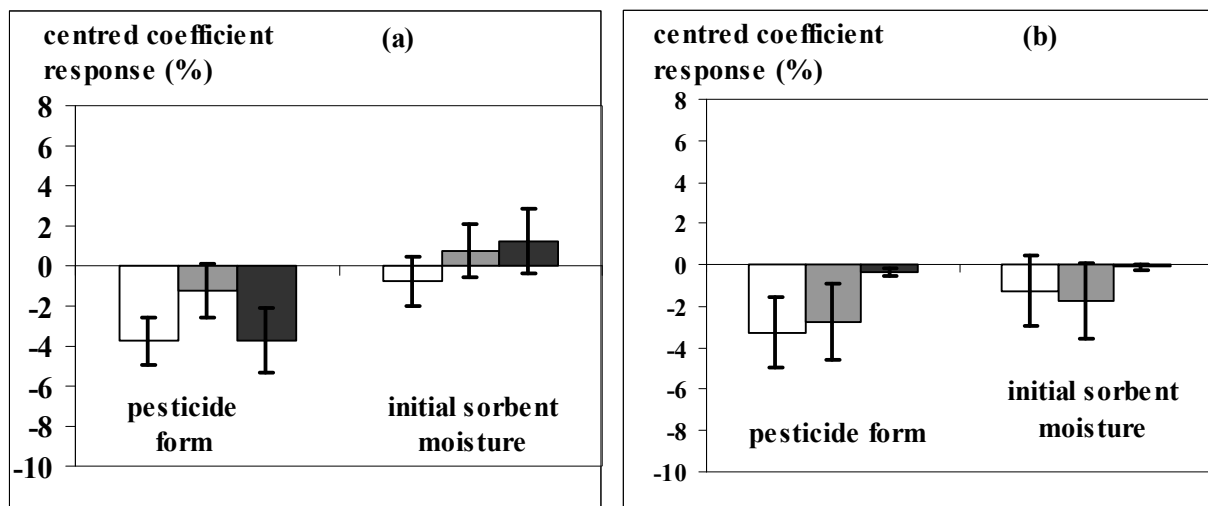 centred coefficient
response (%)
(a)
8
6
4
2
0
-2
-4
-6
-8
-10
pesticide
form
initial sorbent
moisture
centred coefficient
response (%)
(b)
8
6
4
2
0
-2
-4
-6
-8
-10
pesticide form
initial sorbent
moisture